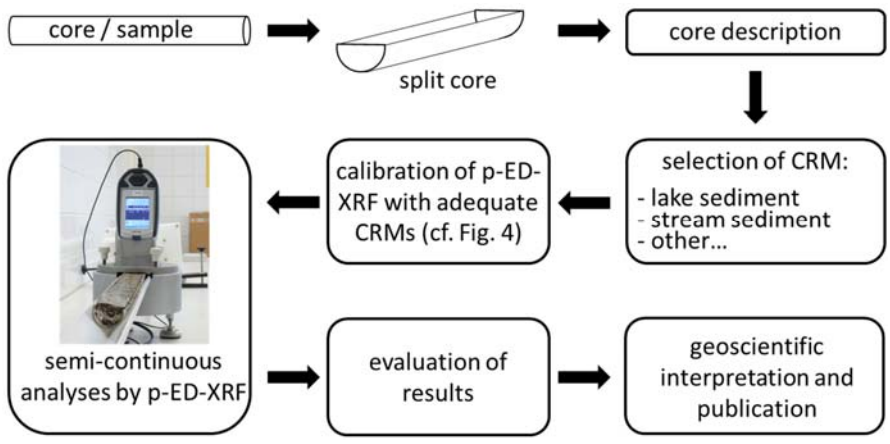 core / sample
split core
core description
selection of CRM:
- lake sediment
- stream sediment
- other...
calibration of p-ED-
XRF with adequate
CRMs (cf. Fig. 4)
semi-continuous
analyses by p-ED-XRF
evaluation of
results
geoscientific
interpretation and
publication